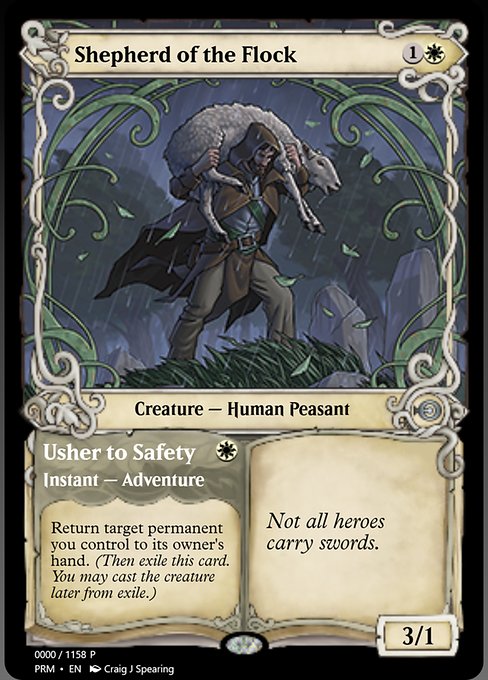 Shepherd of the Flock 1
Creature — Human Peasant
Usher to Safety
Instant — Adventure
Return target permanent
you control to its owner's
hand. (Then exile this card.
You may cast the creature
later from exile.)
Not all heroes
carry swords.
3/1
0000 / 1158 P
PRM • EN Craig J Spearing